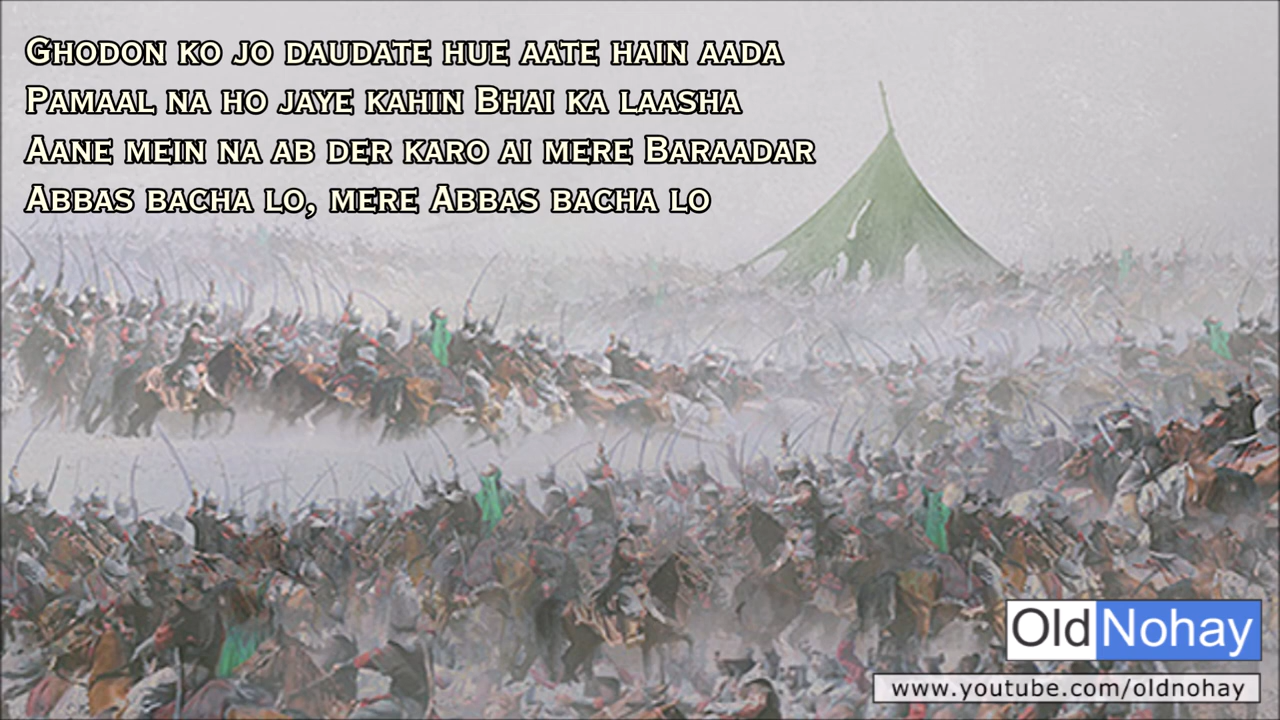 Ghodon ko jo daudate hue aate hain aada
Pamaal na ho jaye kahin Bhai ka laasha
Aane mein na ab der karo ai mere Baraadar
Abbas bacha lo, mere Abbas bacha lo
OldNohay
www.youtube.com/oldnohay